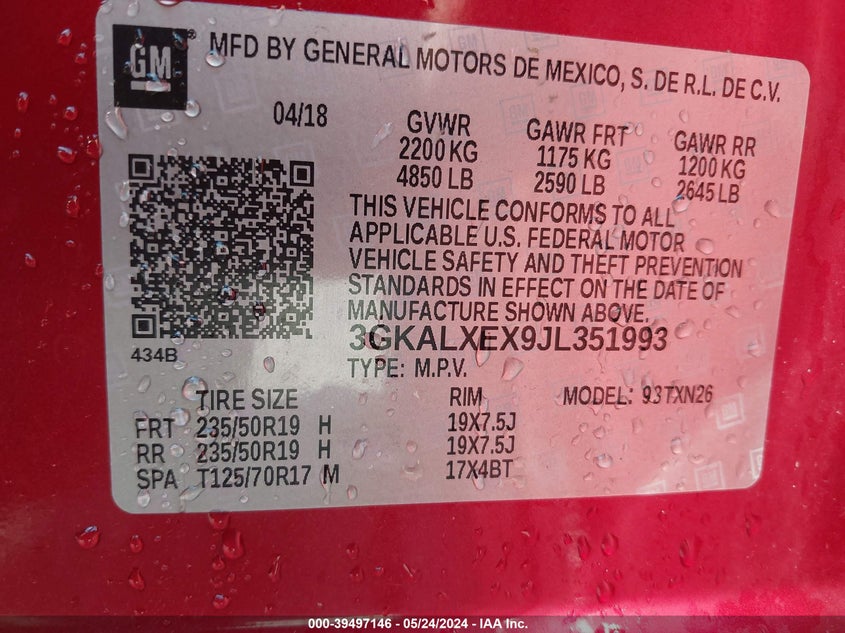 GM ® MFD BY GENERAL MOTORS DE MEXICO, S. DE R.L. DE C.V.
04/18
GVWR GAWR FRT GAWR RR
2200 KG 1175 KG 1200 KG
4850 LB 2590 LB 2645 LB
THIS VEHICLE CONFORMS TO ALL
APPLICABLE U.S. FEDERAL MOTOR
VEHICLE SAFETY AND THEFT PREVENTION
STANDARDS IN EFFECT ON THE DATE OF
MANUFACTURE SHOWN ABOVE.
434B
3GKALXEX9JL351993
TYPE: M.P.V.
TIRE SIZE RIM MODEL: 93TXN26
FRT 235/50R19 H 19X7.5J
RR 235/50R19 H 19X7.5J
SPA T125/70R17 M 17X4BT
000-39497146 - 05/24/2024 - IAA Inc.